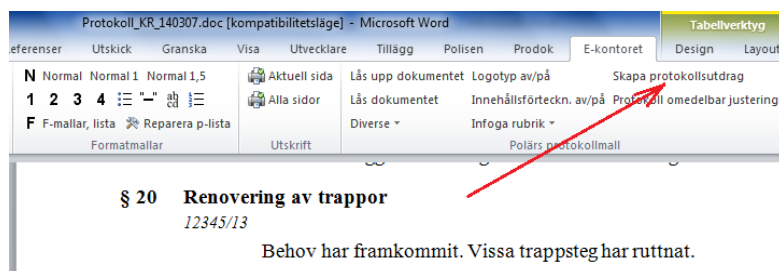 Protokoll_KR_140307.doc [kompatibilitetsläge] - Microsoft Word Tabellverktyg
eferenser Utskick Granska Visa Utvecklare Tillägg Polisen Prodok E-kontoret Design Layout
N Normal Normal 1 Normal 1,5 Aktuell sida Lås upp dokumentet Logotyp av/på Skapa protokollsutdrag
1 2 3 4 "–" ab cd Alla sidor Lås dokumentet Innehållsförteckn. av/på Protokoll omedelbar justering
F F-mallar, lista Reparera p-lista Diverse Infoga rubrik
Formatmallar Utskrift Polärs protokollmall
§ 20 Renovering av trappor
12345/13
Behov har framkommit. Vissa trappsteg har ruttnat.